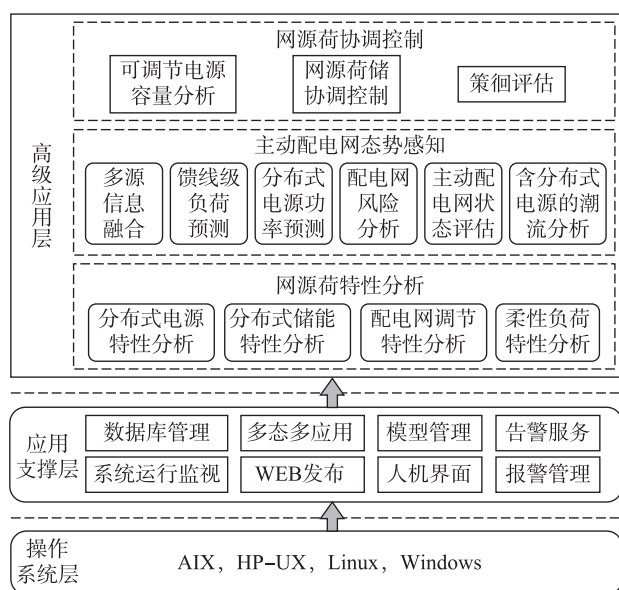 网源荷协调控制
可调节电源
容量分析
网源荷储
协调控制
策徊评估
高级应用层
主动配电网态势感知
多源
信息
融合
馈线级
负荷
预测
分布式
电源功
率预测
配电网
风险
分析
主动配
电网状
态评估
含分布式
电源的潮
流分析
网源荷特性分析
分布式电源
特性分析
分布式储能
特性分析
配电网调节
特性分析
柔性负荷
特性分析
应用
支撑层
数据库管理
多态多应用
模型管理
告警服务
系统运行监视
WEB发布
人机界面
报警管理
操作
系统层
AIX，HP-UX，Linux，Windows